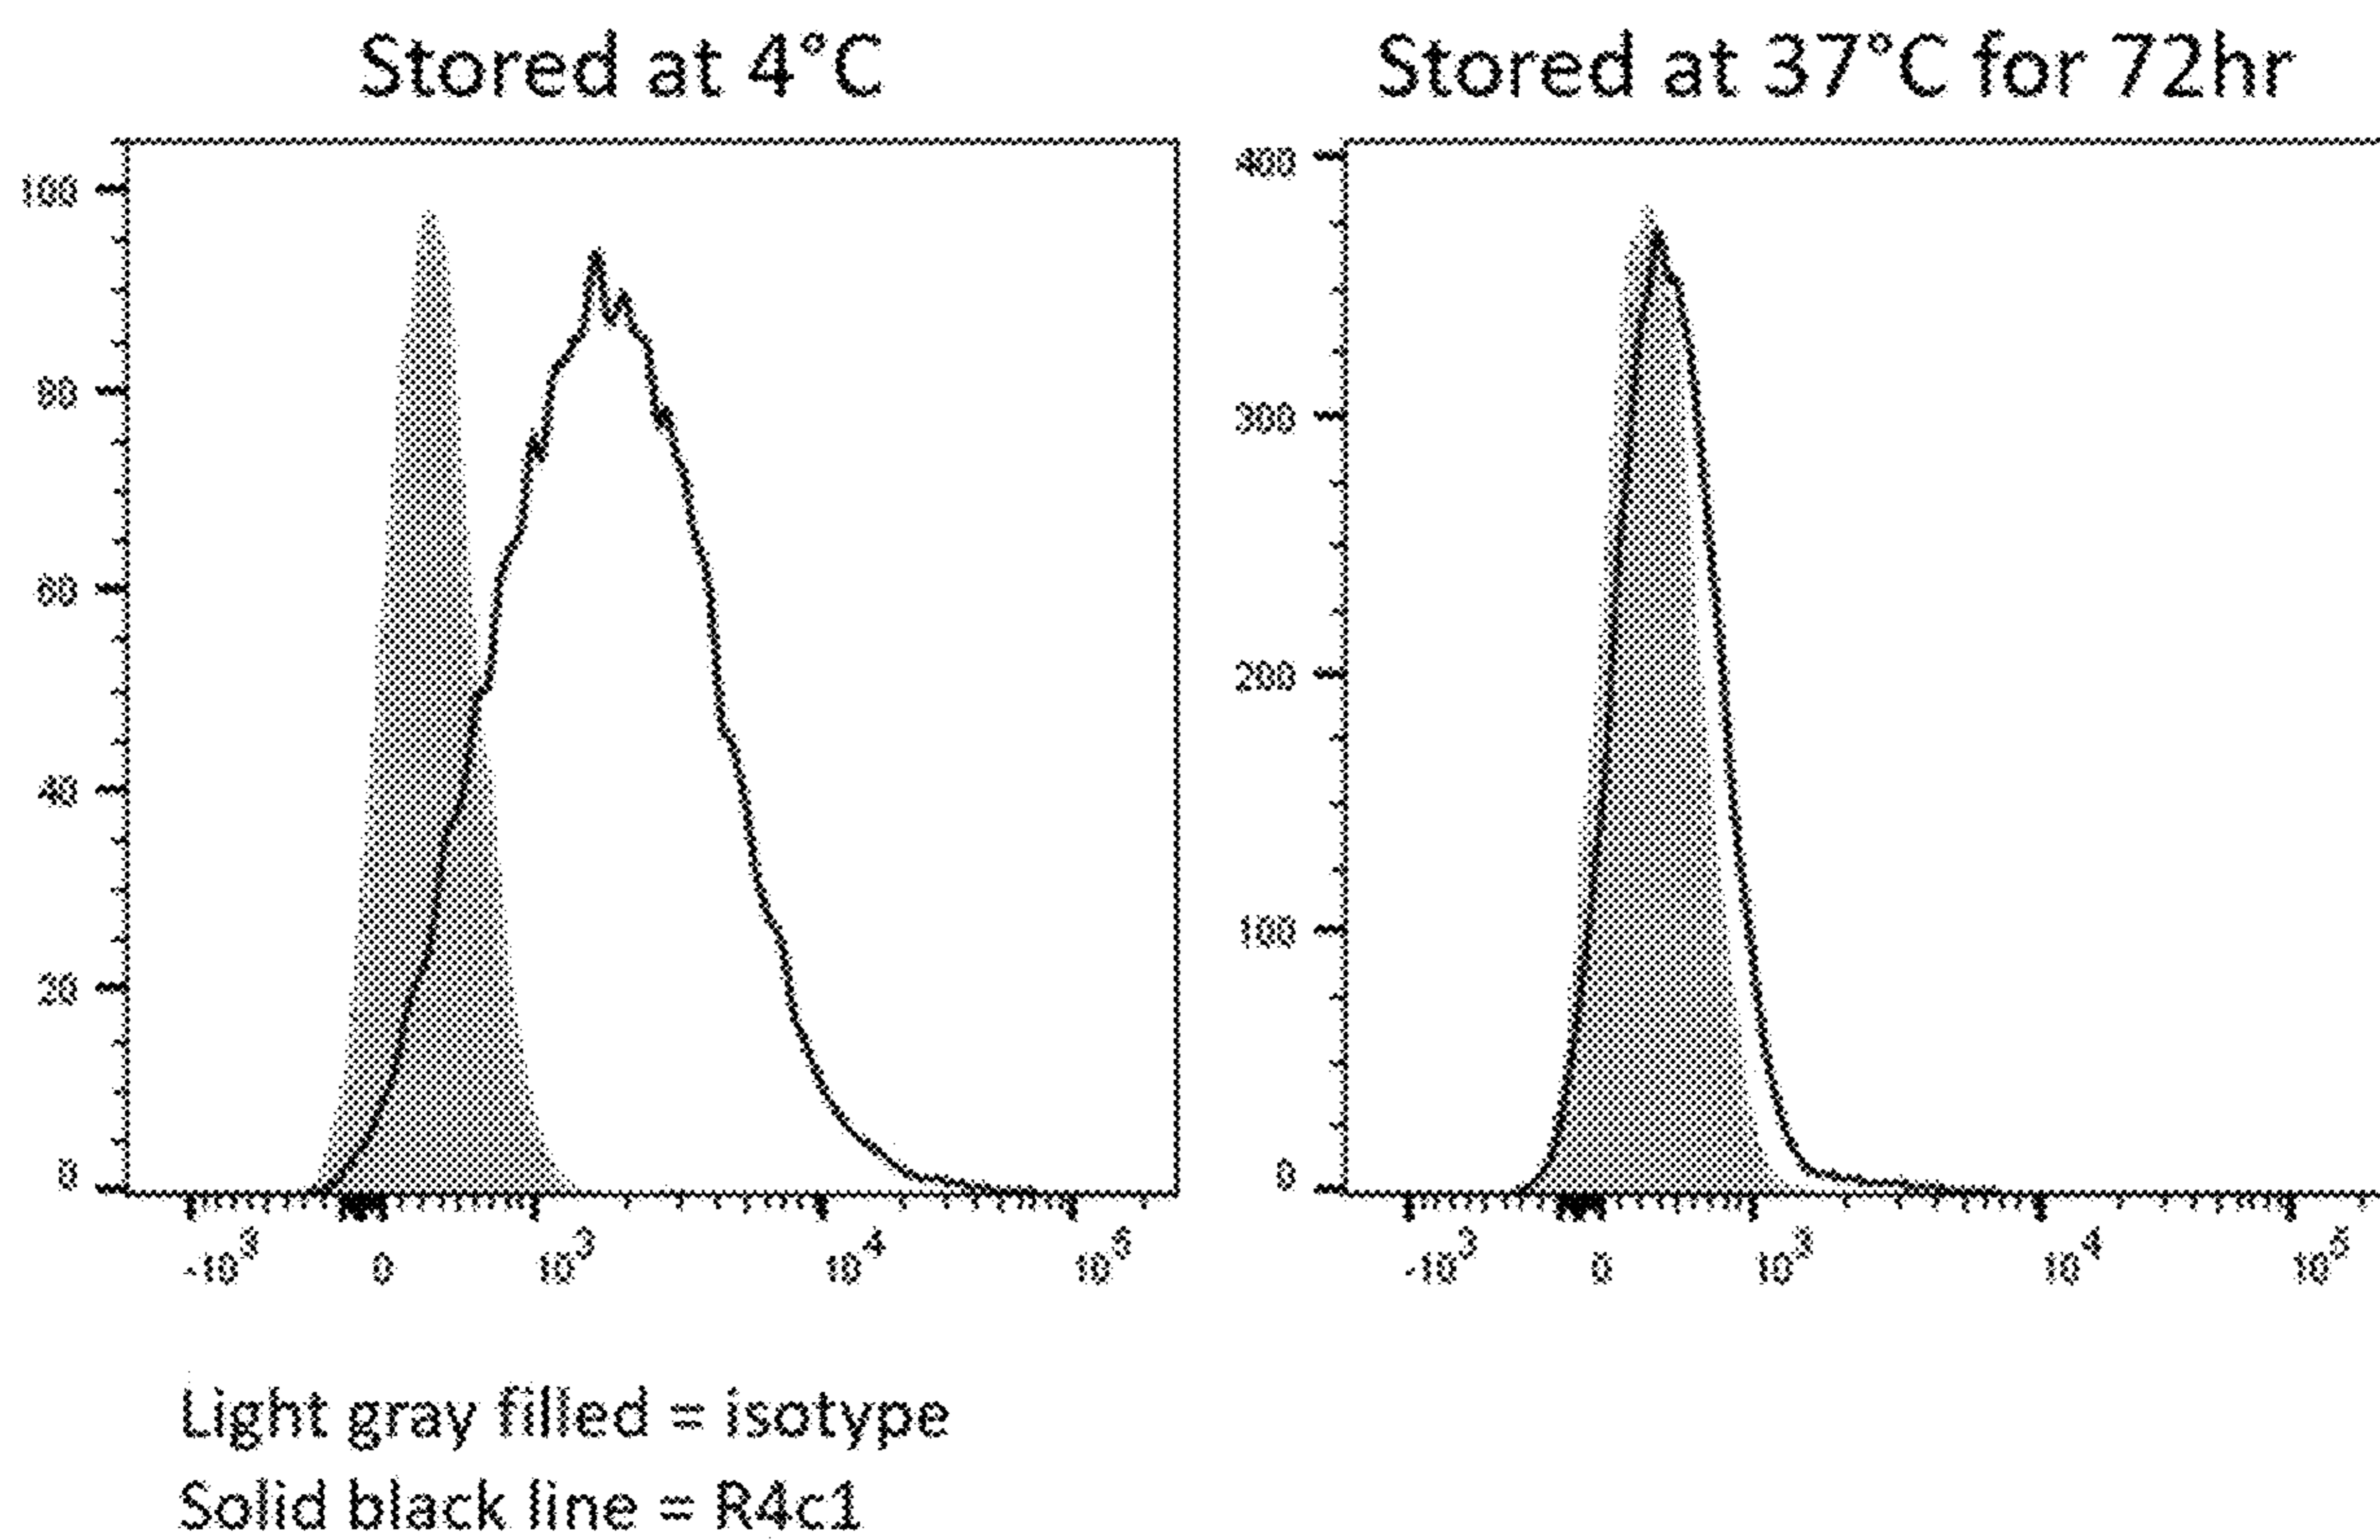 Stored at 4°C
Stored at 37°C for 72hr
100
80
60
40
20
0
-10³ 0 10³ 10⁴ 10⁵
400
300
200
100
0
-10³ 0 10³ 10⁴ 10⁵
Light gray filled = isotype
Solid black line = R4c1